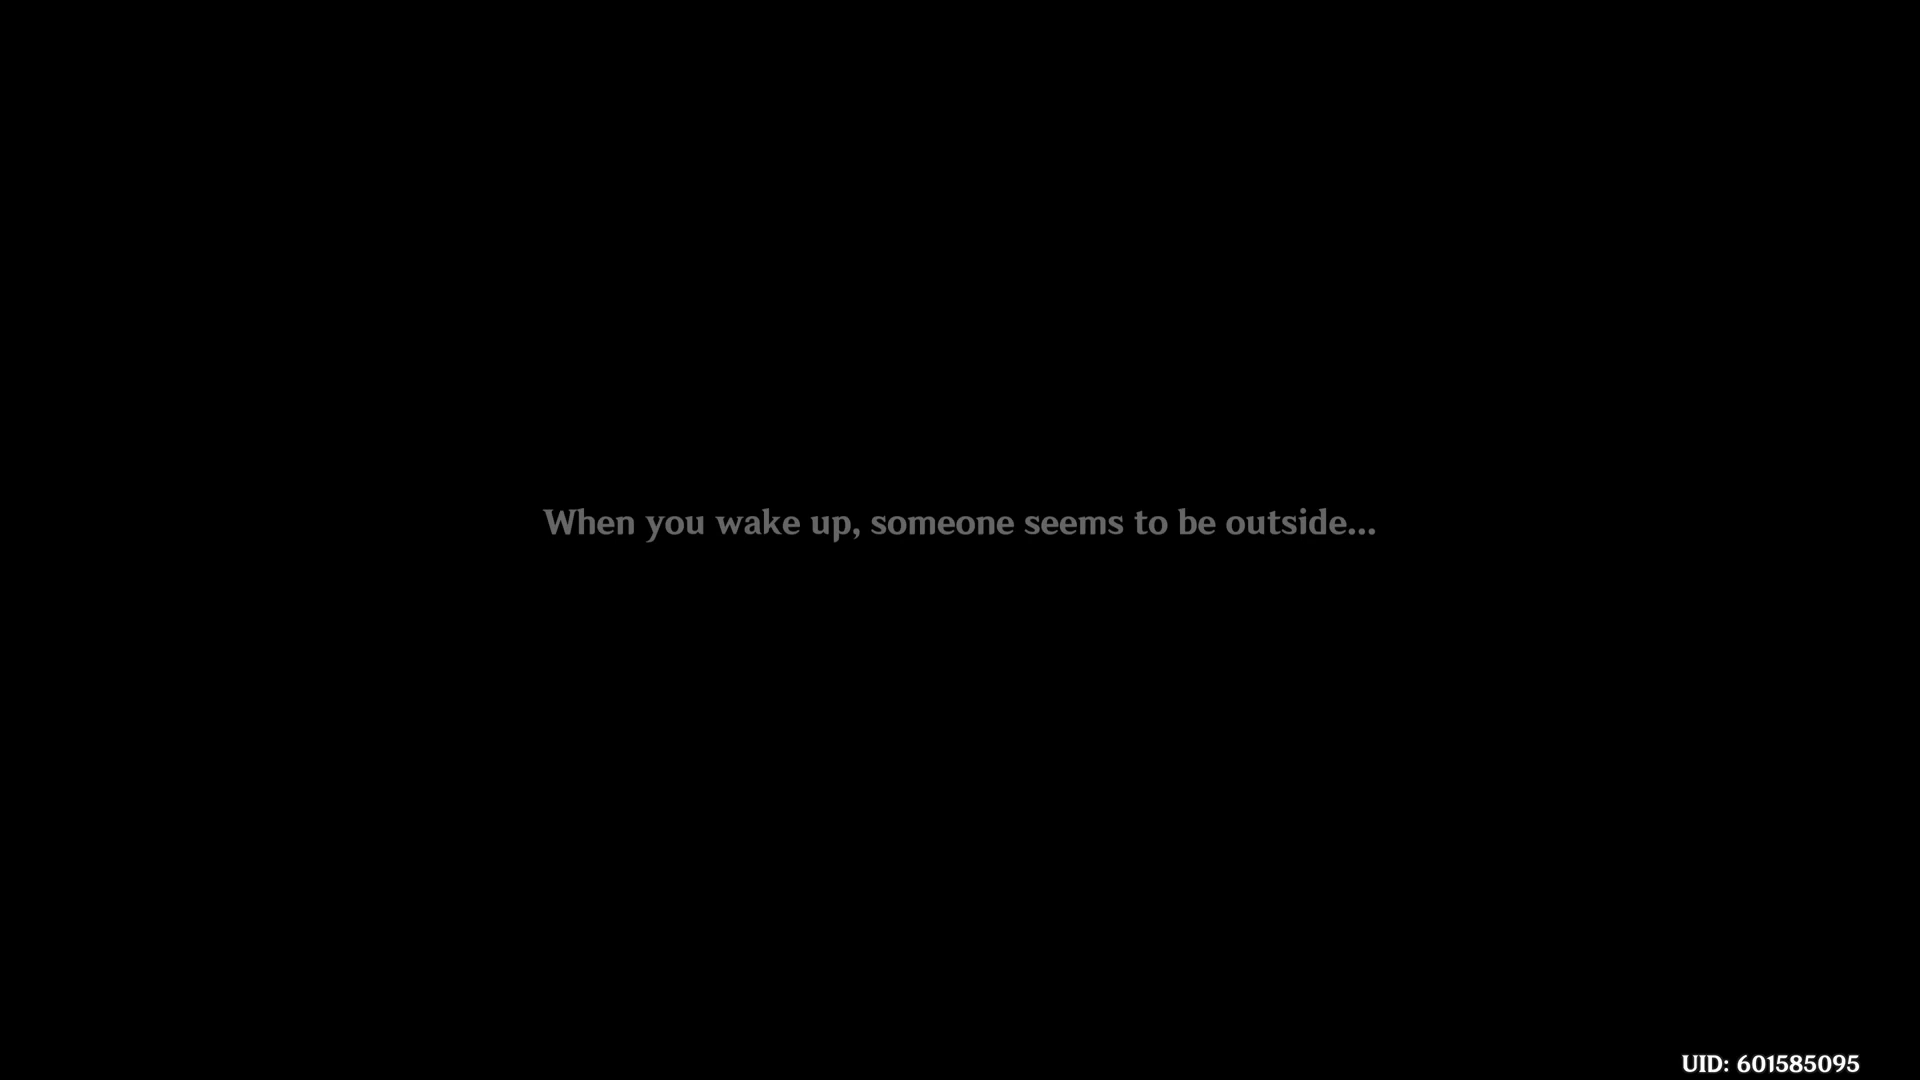 When you wake up, someone seems to be outside...
UID: 601585095